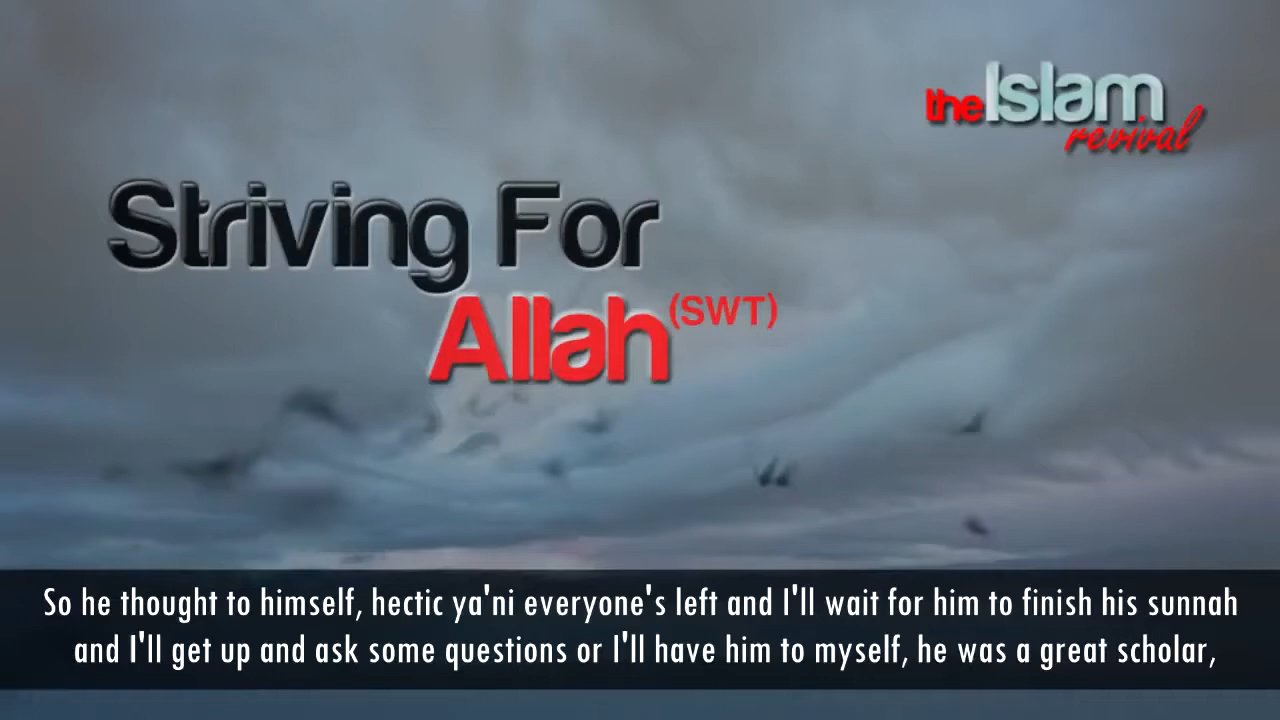 the Islam
revival
Striving For
Allah (SWT)
So he thought to himself, hectic ya'ni everyone's left and I'll wait for him to finish his sunnah
and I'll get up and ask some questions or I'll have him to myself, he was a great scholar,